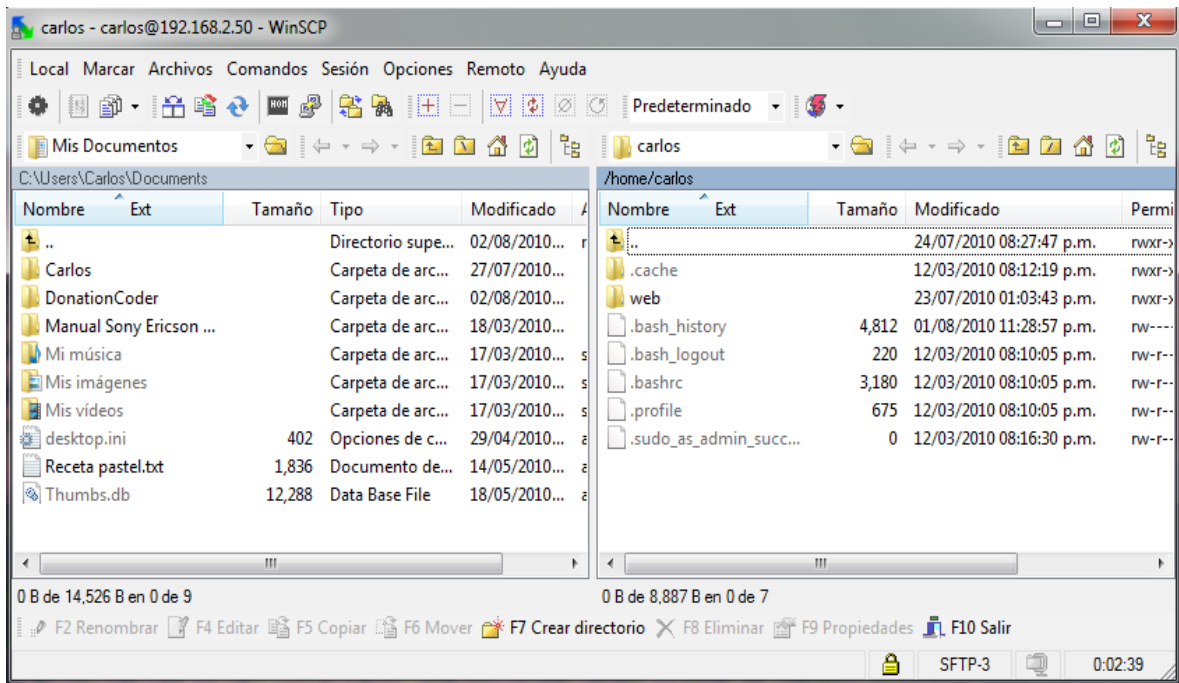 carlos - carlos@192.168.2.50 - WinSCP
Local Marcar Archivos Comandos Sesión Opciones Remoto Ayuda
Predeterminado
Mis Documentos
carlos
C:\Users\Carlos\Documents
/home/carlos
Nombre Ext Tamaño Tipo Modificado
Nombre Ext Tamaño Modificado Permi
.. Directorio supe... 02/08/2010...
.. 24/07/2010 08:27:47 p.m. rwxr-x
Carlos Carpeta de arc... 27/07/2010...
.cache 12/03/2010 08:12:19 p.m. rwxr-x
DonationCoder Carpeta de arc... 02/08/2010...
web 23/07/2010 01:03:43 p.m. rwxr-x
Manual Sony Ericson ... Carpeta de arc... 18/03/2010...
.bash_history 4,812 01/08/2010 11:28:57 p.m. rw----
Mi música Carpeta de arc... 17/03/2010... s
.bash_logout 220 12/03/2010 08:10:05 p.m. rw-r--
Mis imágenes Carpeta de arc... 17/03/2010... s
.bashrc 3,180 12/03/2010 08:10:05 p.m. rw-r--
Mis vídeos Carpeta de arc... 17/03/2010... s
.profile 675 12/03/2010 08:10:05 p.m. rw-r--
desktop.ini 402 Opciones de c... 29/04/2010... a
.sudo_as_admin_succ... 0 12/03/2010 08:16:30 p.m. rw-r--
Receta pastel.txt 1,836 Documento de... 14/05/2010... a
Thumbs.db 12,288 Data Base File 18/05/2010... a
0 B de 14,526 B en 0 de 9
0 B de 8,887 B en 0 de 7
F2 Renombrar F4 Editar F5 Copiar F6 Mover F7 Crear directorio F8 Eliminar F9 Propiedades F10 Salir
SFTP-3 0:02:39